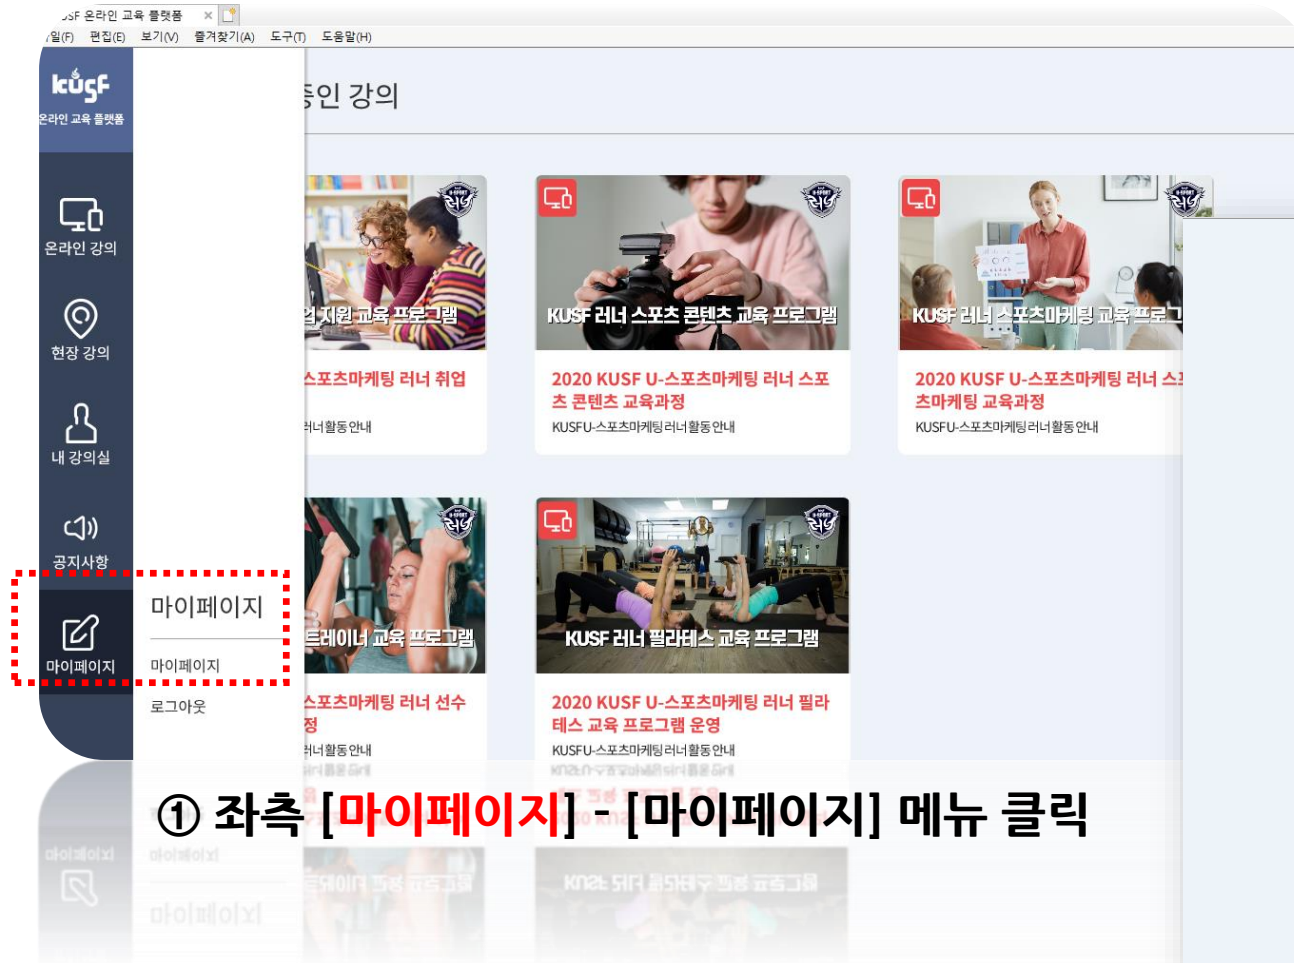 온라인 교육 플랫폼
편집(E) 보기(V) 즐겨찾기(A) 도구(T) 도움말(H)
kusf
온라인 교육 플랫폼
온라인 강의
현장 강의
내 강의실
공지사항
마이페이지
마이페이지
마이페이지
로그아웃
중인 강의
업 지원 교육 프로그램
스포츠마케팅 러너 취업
러너활동안내
U-SPORT
러너
KUSF 러너 스포츠 콘텐츠 교육 프로그램
2020 KUSF U-스포츠마케팅 러너 스포
츠 콘텐츠 교육과정
KUSFU-스포츠마케팅러너활동안내
KUSF 러너 스포츠마케팅 교육 프로그
2020 KUSF U-스포츠마케팅 러너 스포
츠마케팅 교육과정
KUSFU-스포츠마케팅러너활동안내
트레이너 교육 프로그램
스포츠마케팅 러너 선수
정
러너활동안내
KUSF 러너 필라테스 교육 프로그램
2020 KUSF U-스포츠마케팅 러너 필라
테스 교육 프로그램 운영
KUSFU-스포츠마케팅러너활동안내
① 좌측 [마이페이지] - [마이페이지] 메뉴 클릭